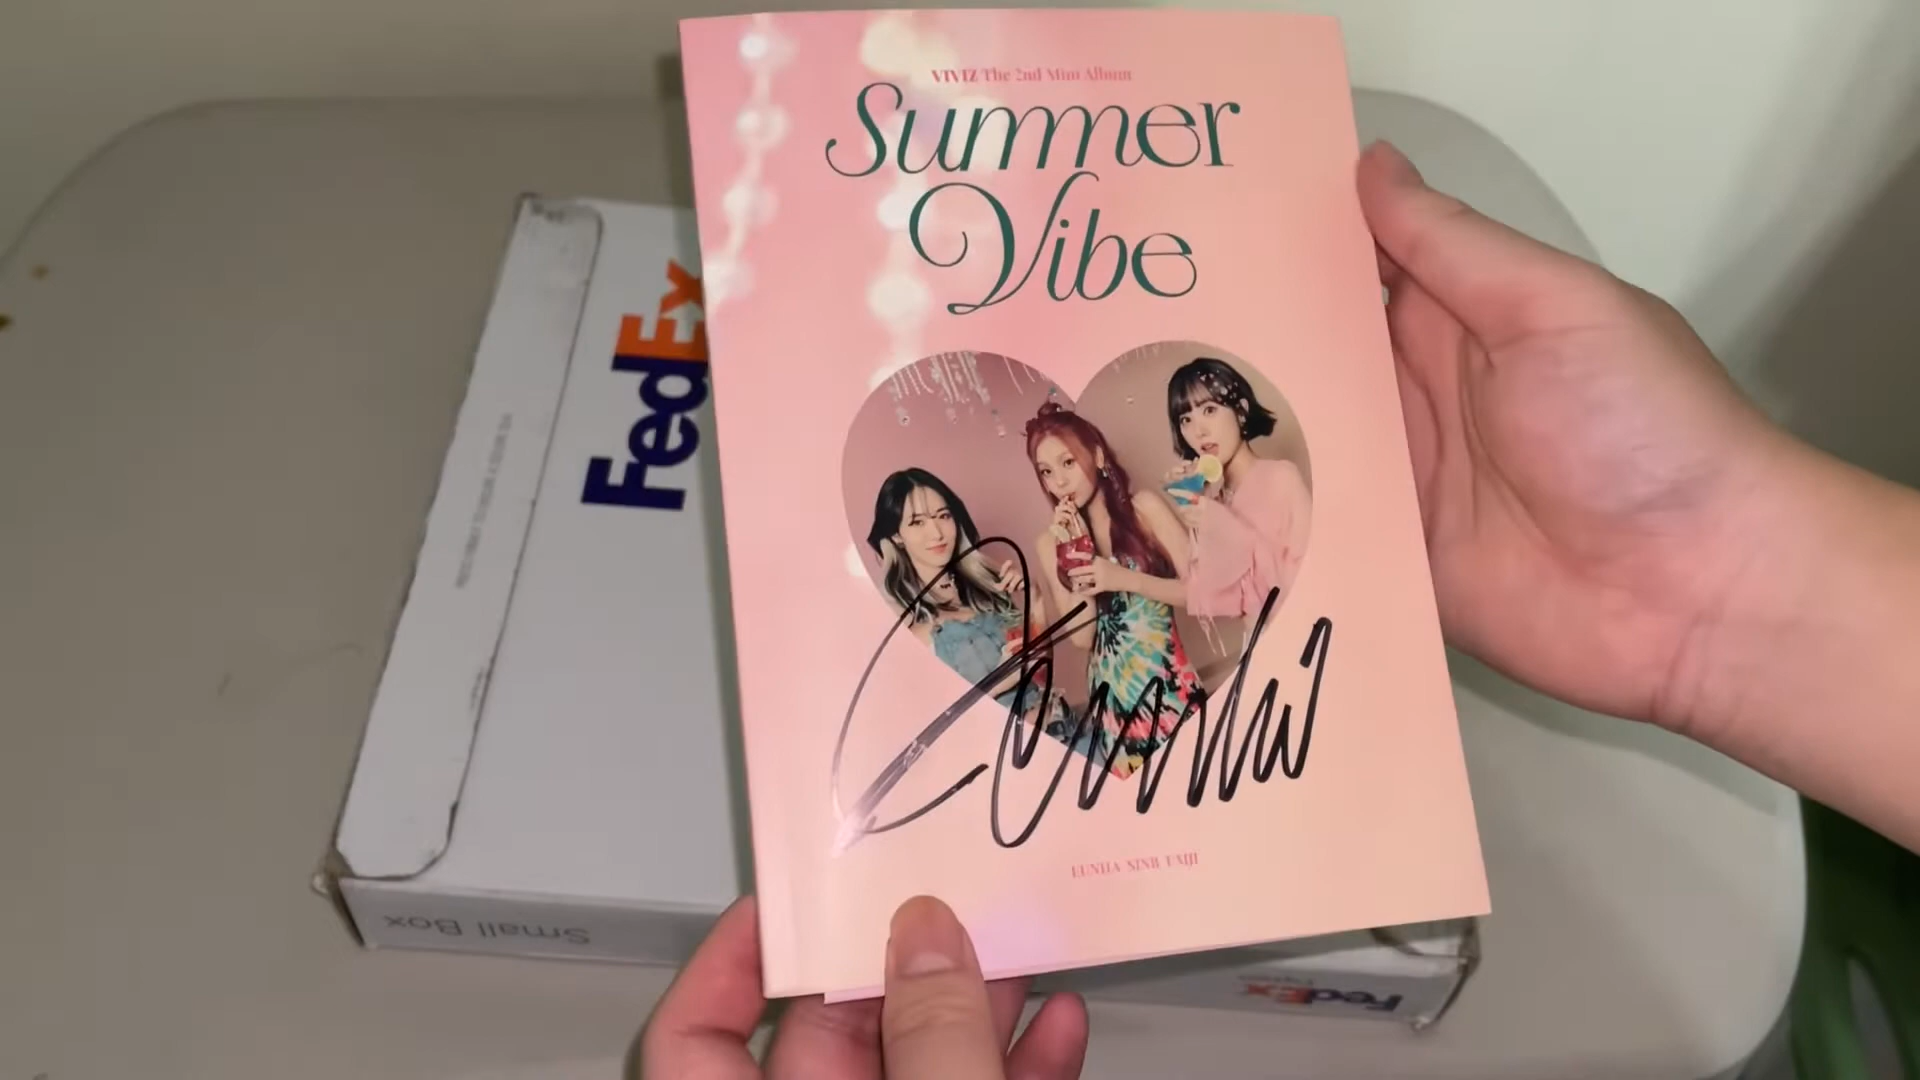 VIVIZ The 2nd Mini Album
Summer
Vibe
EUNHA SINB UMJI
FedEx
Small Box
FedEx